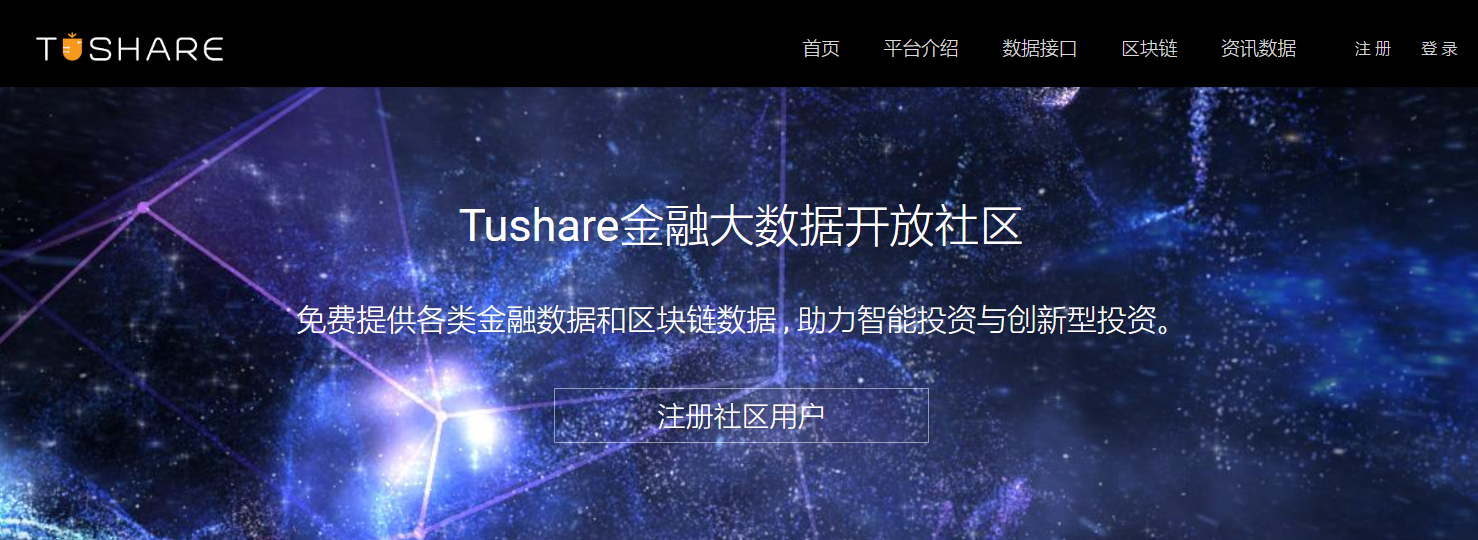 TUSHARE
首页 平台介绍 数据接口 区块链 资讯数据 注 册 登 录
Tushare金融大数据开放社区
免费提供各类金融数据和区块链数据 , 助力智能投资与创新型投资。
注册社区用户